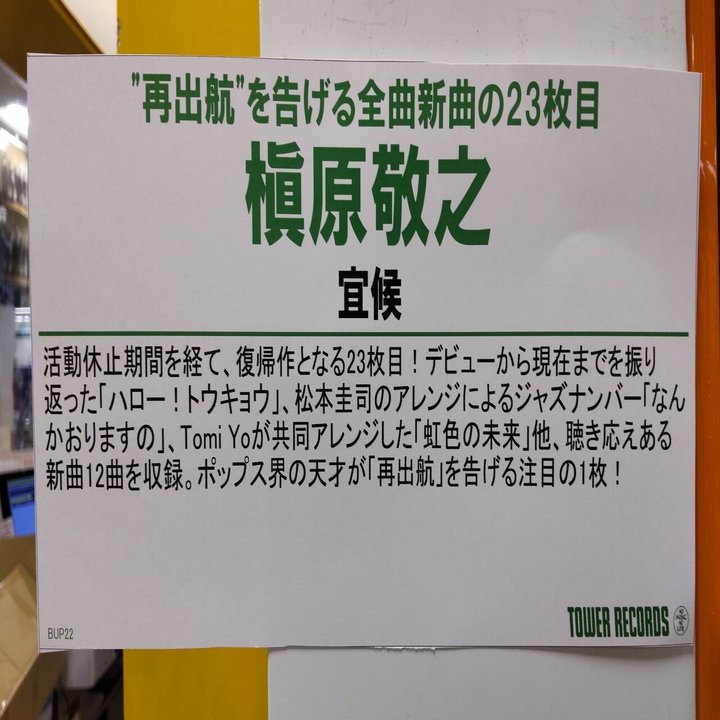 "再出航"を告げる全曲新曲の23枚目
槇原敬之
宜候
活動休止期間を経て、復帰作となる23枚目！デビューから現在までを振り
返った「ハロー！トウキョウ」、松本圭司のアレンジによるジャズナンバー「なん
かおりますの」、Tomi Yoが共同アレンジした「虹色の未来」他、聴き応えある
新曲12曲を収録。ポップス界の天才が「再出航」を告げる注目の1枚！
BUP22
TOWER RECORDS
NO MUSIC NO LIFE